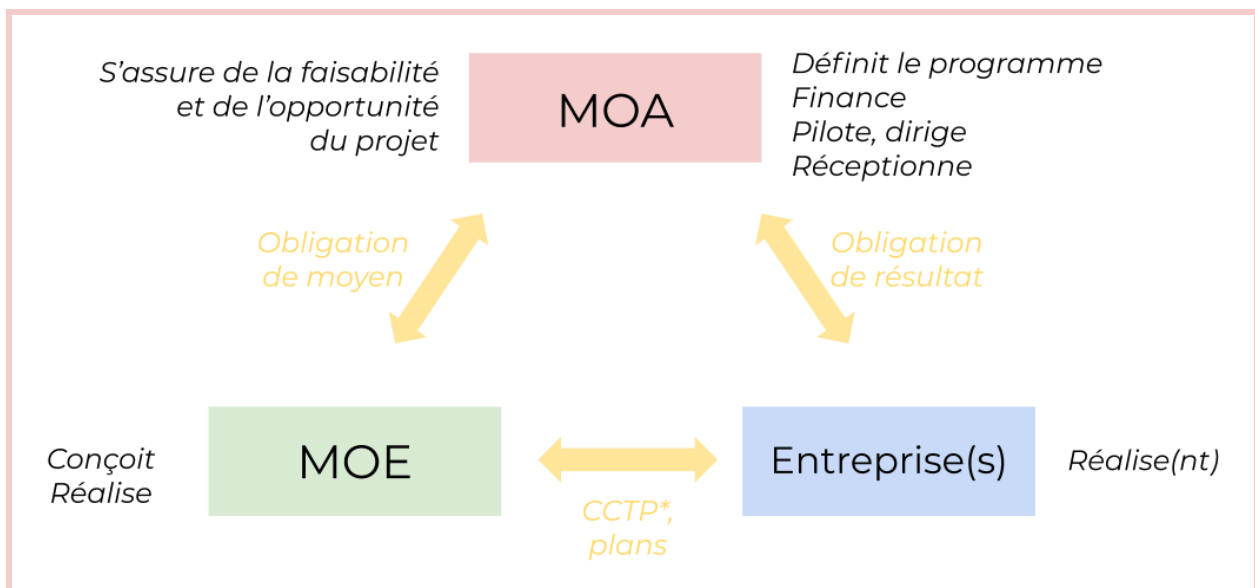 S’assure de la faisabilité
et de l’opportunité
du projet
MOA
Définit le programme
Finance
Pilote, dirige
Réceptionne
Obligation
de moyen
Obligation
de résultat
Conçoit
Réalise
MOE
CCTP*,
plans
Entreprise(s)
Réalise(nt)